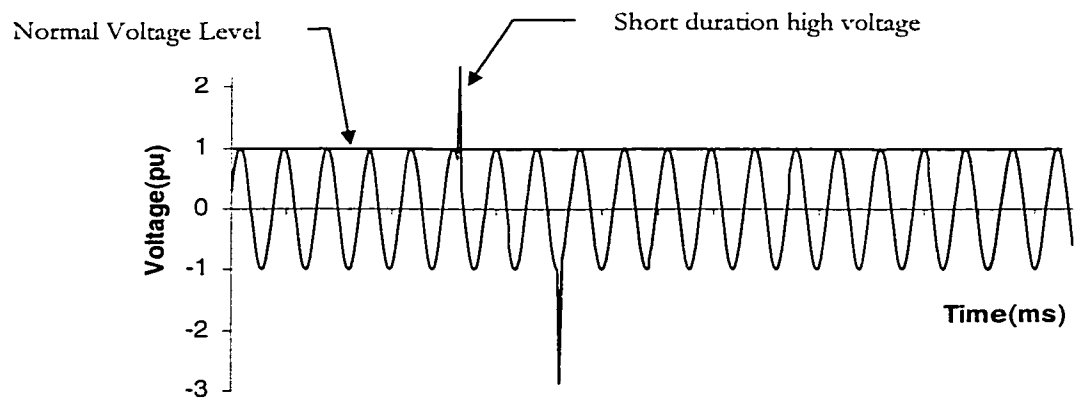 Normal Voltage Level
Short duration high voltage
2
1
0
-1
-2
-3
Voltage(pu)
Time(ms)